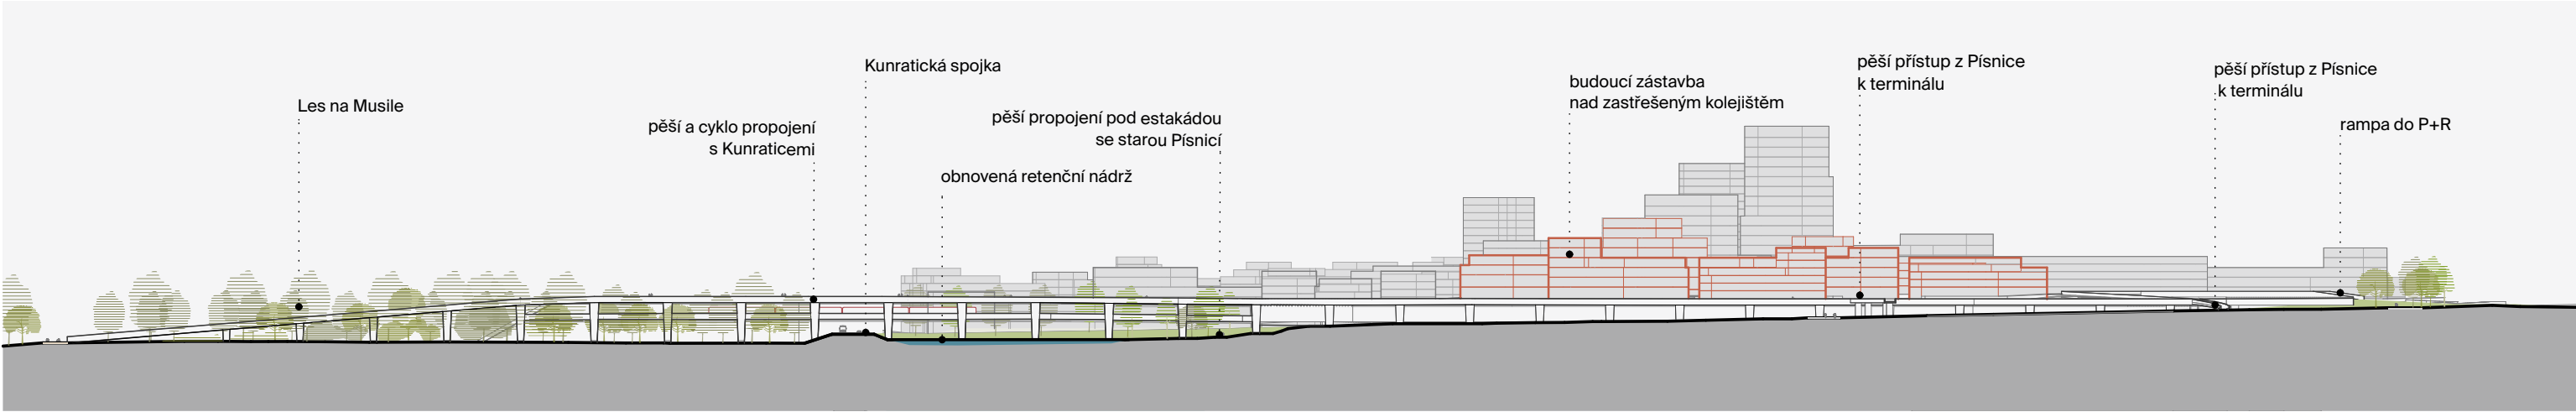 Les na Musile
pěší a cyklo propojení
s Kunraticemi
Kunratická spojka
obnovená retenční nádrž
pěší propojení pod estakádou
se starou Písnicí
budoucí zástavba
nad zastřešeným kolejištěm
pěší přístup z Písnice
k terminálu
pěší přístup z Písnice
k terminálu
rampa do P+R